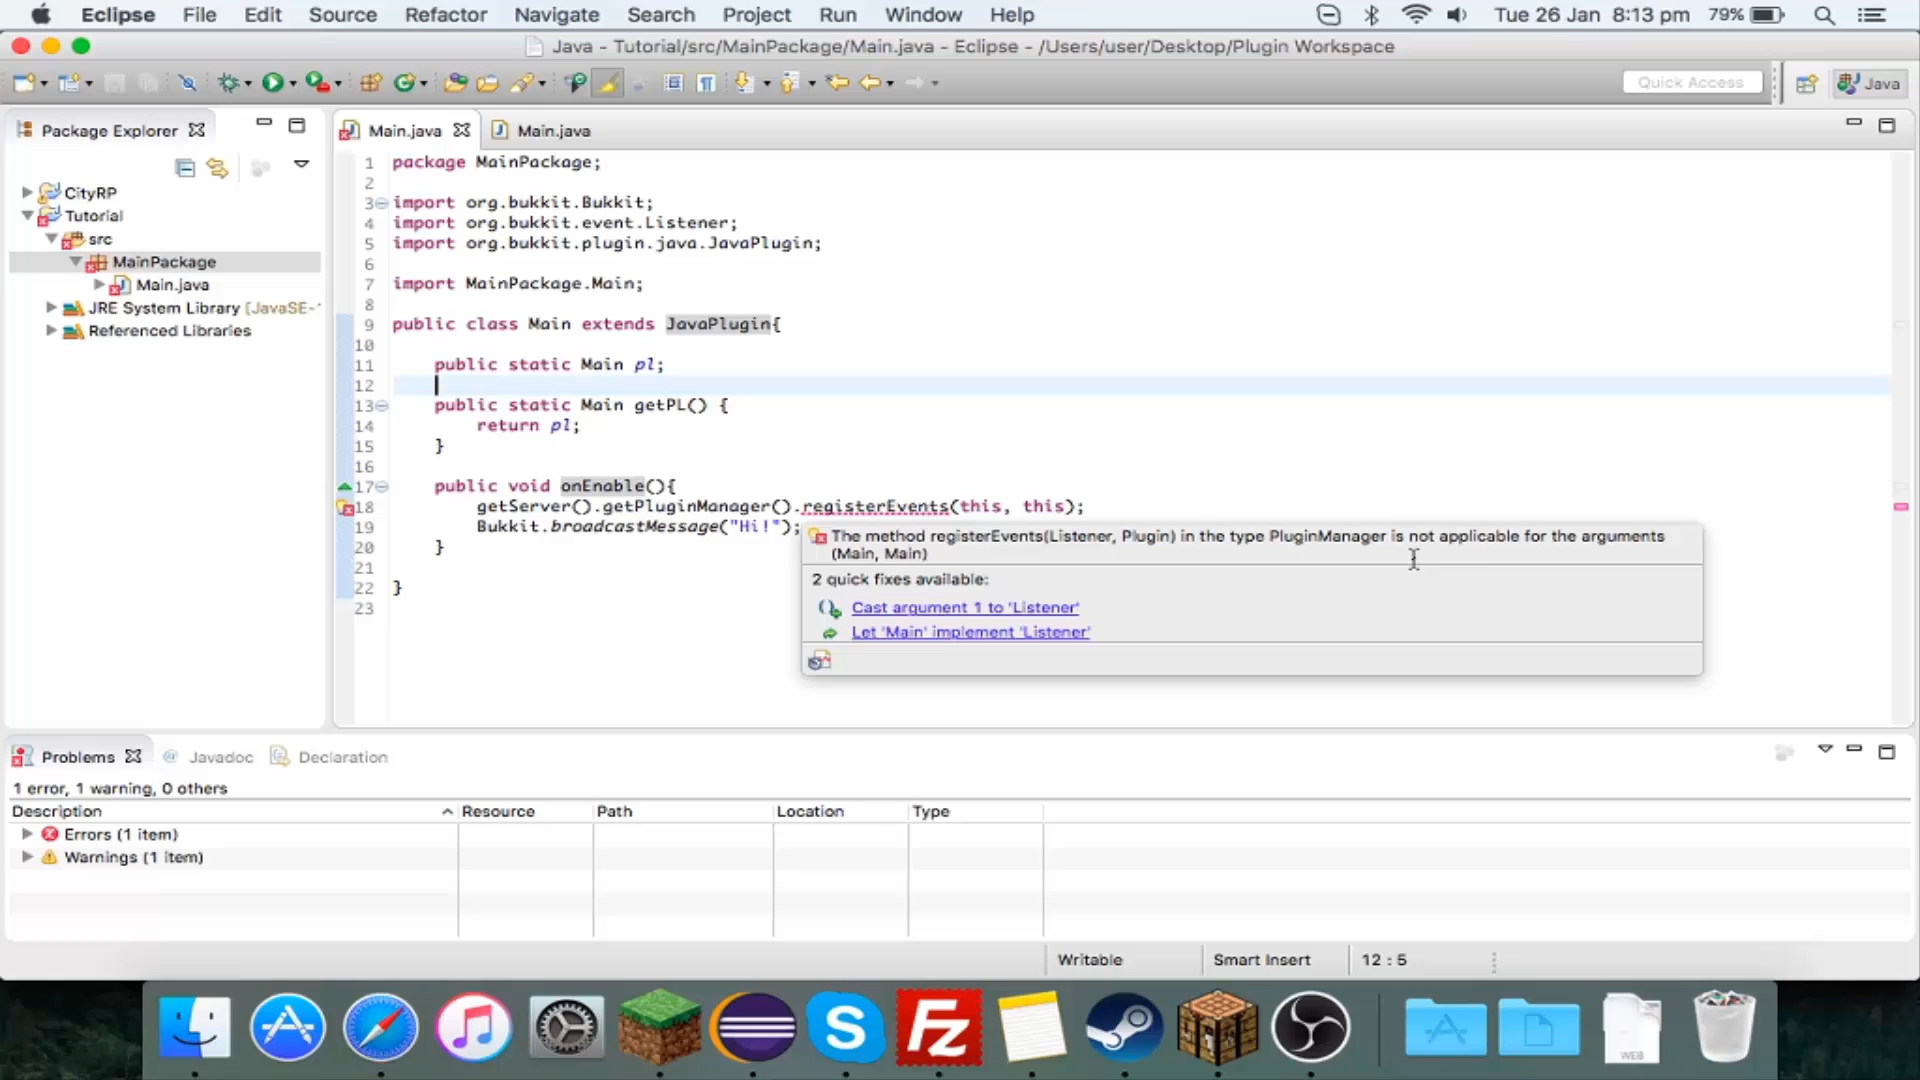 Eclipse File Edit Source Refactor Navigate Search Project Run Window Help Tue 26 Jan 8:13 pm 79%
Java - Tutorial/src/MainPackage/Main.java - Eclipse - /Users/user/Desktop/Plugin Workspace
Quick Access Java
Package Explorer
CityRP
Tutorial
src
MainPackage
Main.java
JRE System Library [JavaSE-1
Referenced Libraries
Main.java Main.java
1 package MainPackage;
2
3 import org.bukkit.Bukkit;
4 import org.bukkit.event.Listener;
5 import org.bukkit.plugin.java.JavaPlugin;
6
7 import MainPackage.Main;
8
9 public class Main extends JavaPlugin{
10
11 public static Main pl;
12
13 public static Main getPL() {
14 return pl;
15 }
16
17 public void onEnable(){
18 getServer().getPluginManager().registerEvents(this, this);
19 Bukkit.broadcastMessage("Hi!");
20 }
21
22 }
23
The method registerEvents(Listener, Plugin) in the type PluginManager is not applicable for the arguments
(Main, Main)
2 quick fixes available:
Cast argument 1 to 'Listener'
Let 'Main' implement 'Listener'
Problems Javadoc Declaration
1 error, 1 warning, 0 others
Description Resource Path Location Type
Errors (1 item)
Warnings (1 item)
Writable Smart Insert 12 : 5
S Fz WEB